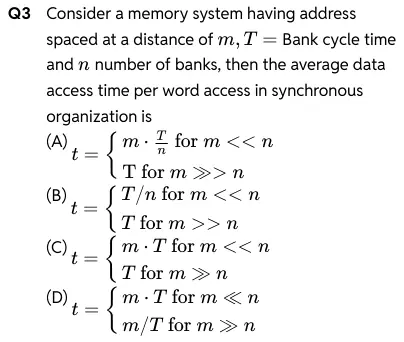 Q3 Consider a memory system having address
spaced at a distance of m, T = Bank cycle time
and n number of banks, then the average data
access time per word access in synchronous
organization is
(A) t = { m · T/n for m << n
T for m >>> n
(B) t = { T/n for m << n
T for m >> n
(C) t = { m · T for m << n
T for m ≫ n
(D) t = { m · T for m ≪ n
m/T for m ≫ n